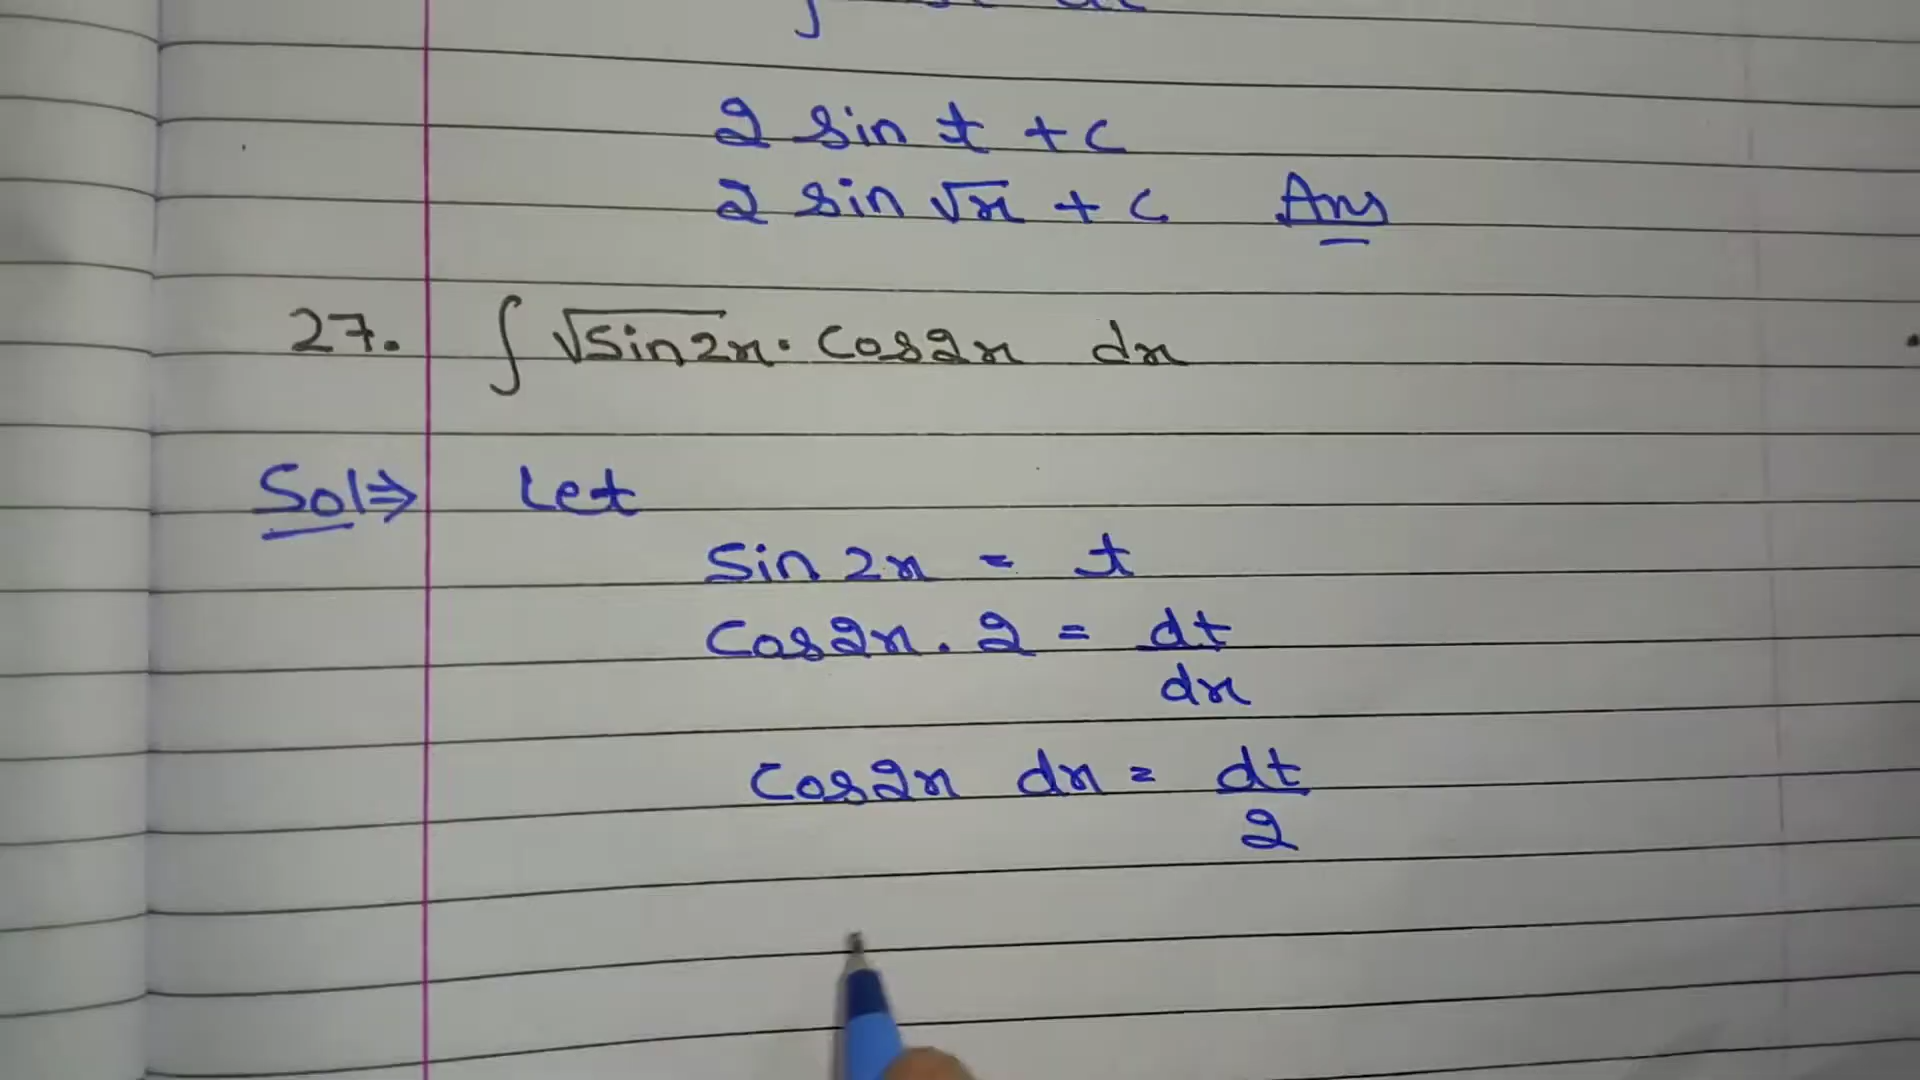 2 sin t + c
2 sin √x + c Ans
27. ∫ √sin2x · cos2x dx
Sol⇒ Let
Sin 2x = t
Cos2x . 2 = dt/dx
Cos2x dx = dt/2